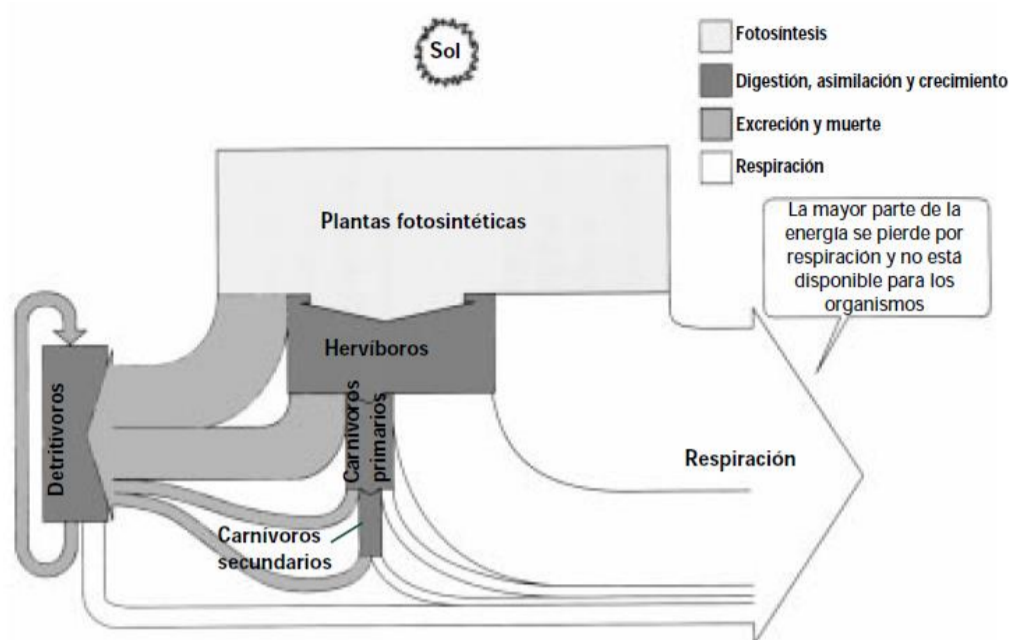 Sol
Fotosíntesis
Digestión, asimilación y crecimiento
Excreción y muerte
Respiración
Plantas fotosintéticas
La mayor parte de la
energía se pierde por
respiración y no está
disponible para los
organismos
Hervíboros
Detritívoros
Carnívoros
primarios
Respiración
Carnívoros
secundarios